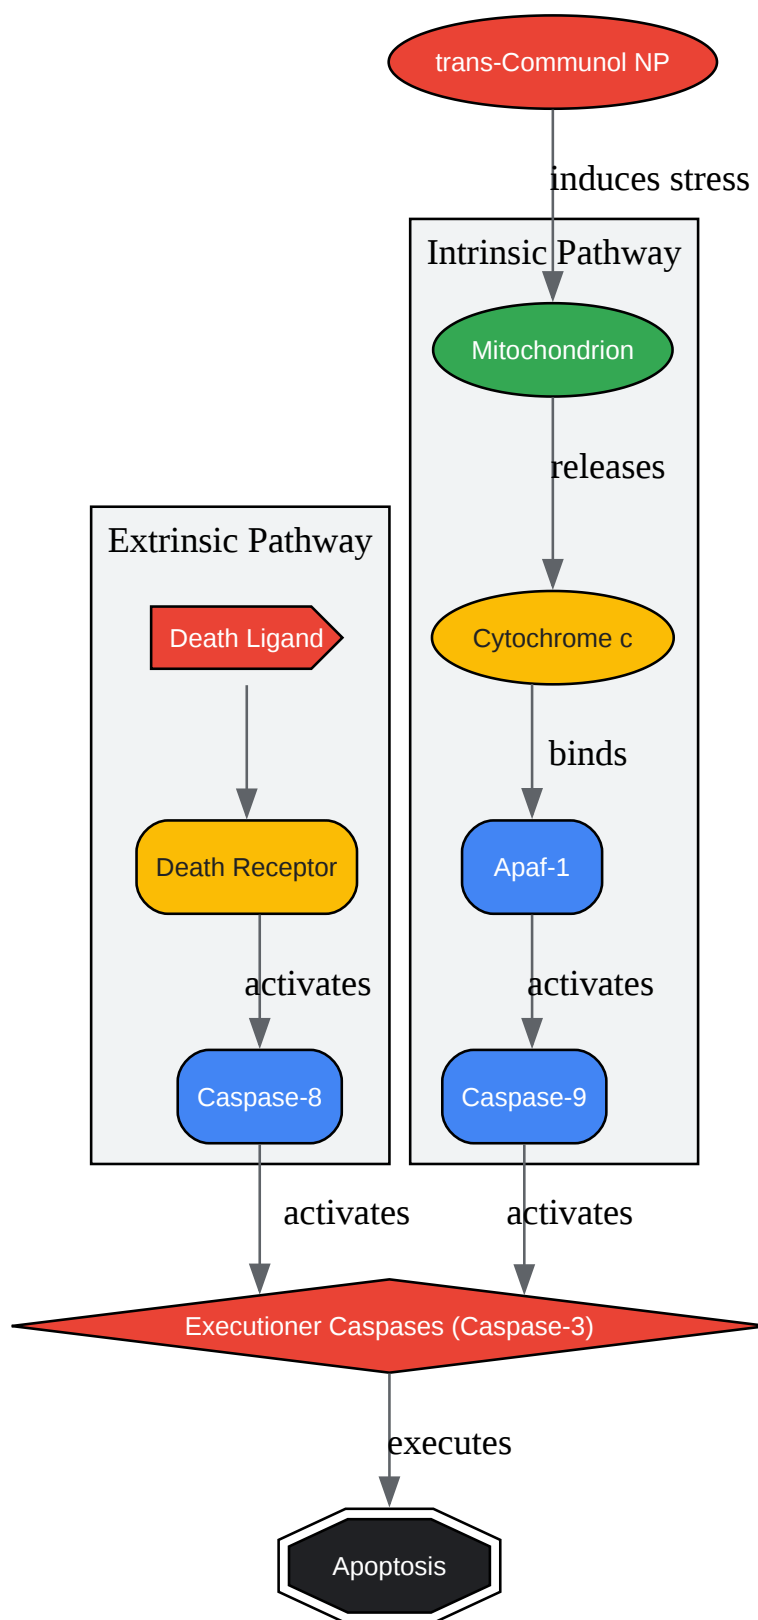 trans-Communol NP
induces stress
Intrinsic Pathway
Mitochondrion
releases
Extrinsic Pathway
Death Ligand
Cytochrome c
binds
Death Receptor
Apaf-1
activates
activates
Caspase-8
Caspase-9
activates
activates
Executioner Caspases (Caspase-3)
executes
Apoptosis